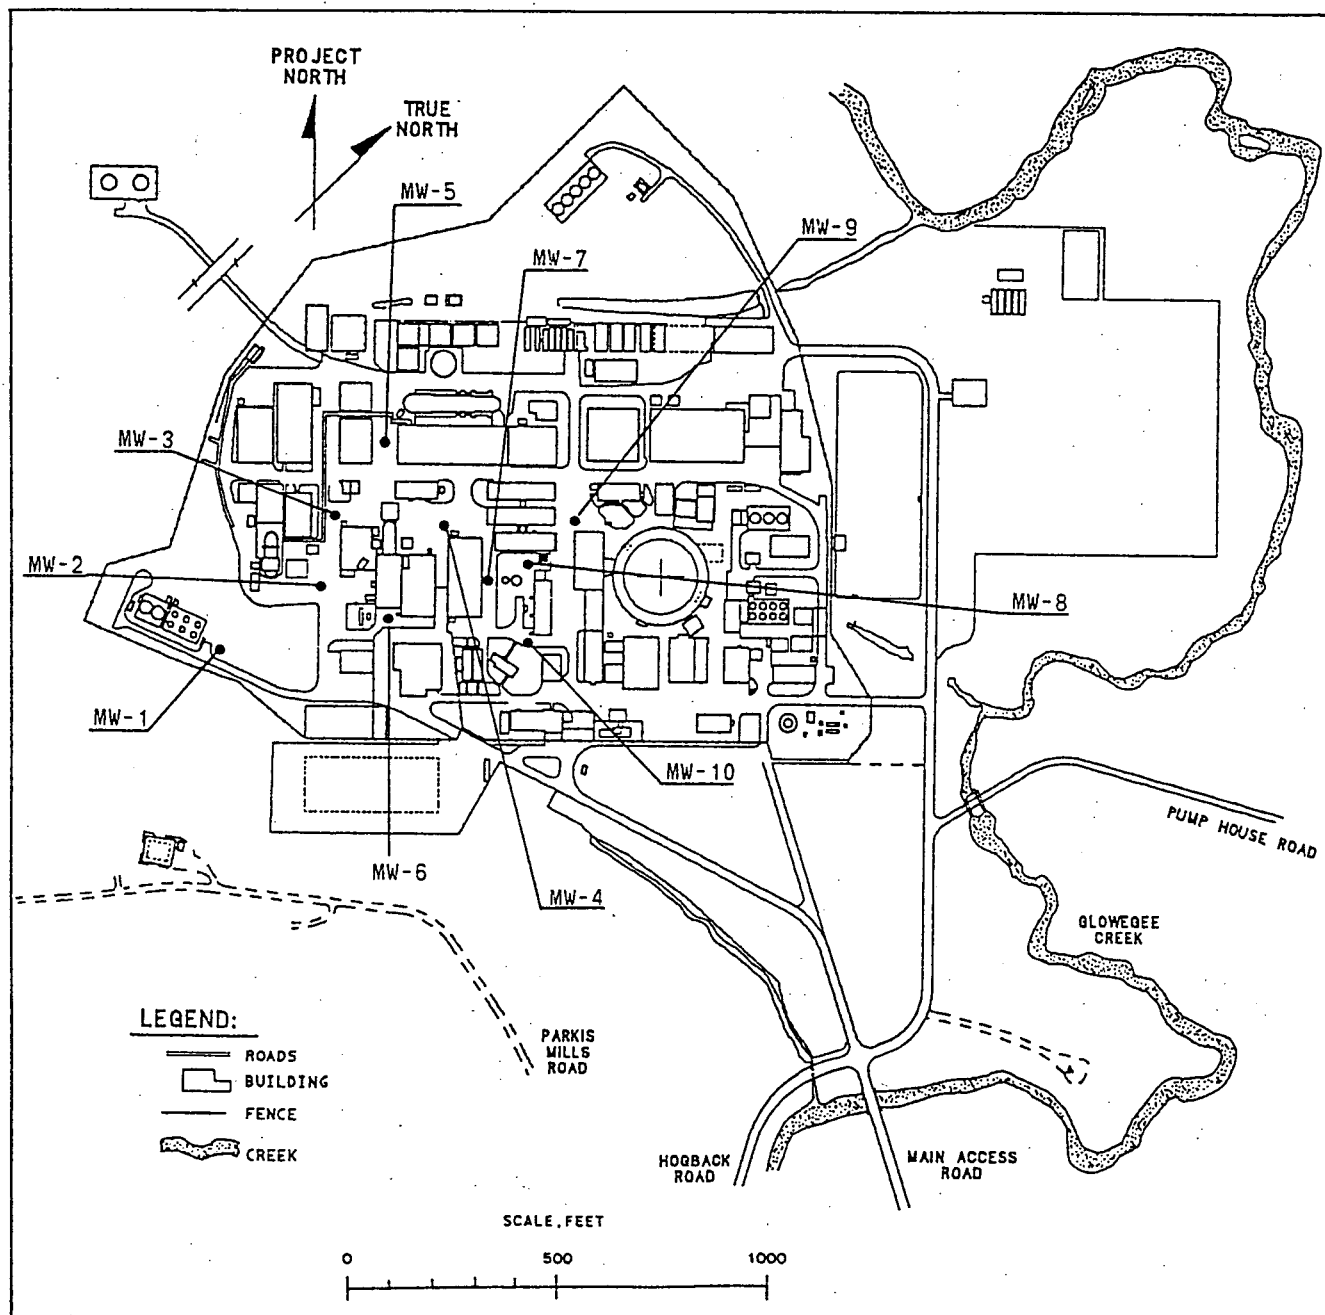 PROJECT
NORTH
TRUE
NORTH
MW-5
MW-9
MW-7
MW-3
MW-2
MW-8
MW-1
MW-10
MW-6
MW-4
PUMP HOUSE ROAD
GLOWEGEE
CREEK
LEGEND:
ROADS
BUILDING
FENCE
CREEK
PARKIS
MILLS
ROAD
HOGBACK
ROAD
MAIN ACCESS
ROAD
SCALE, FEET
0 500 1000